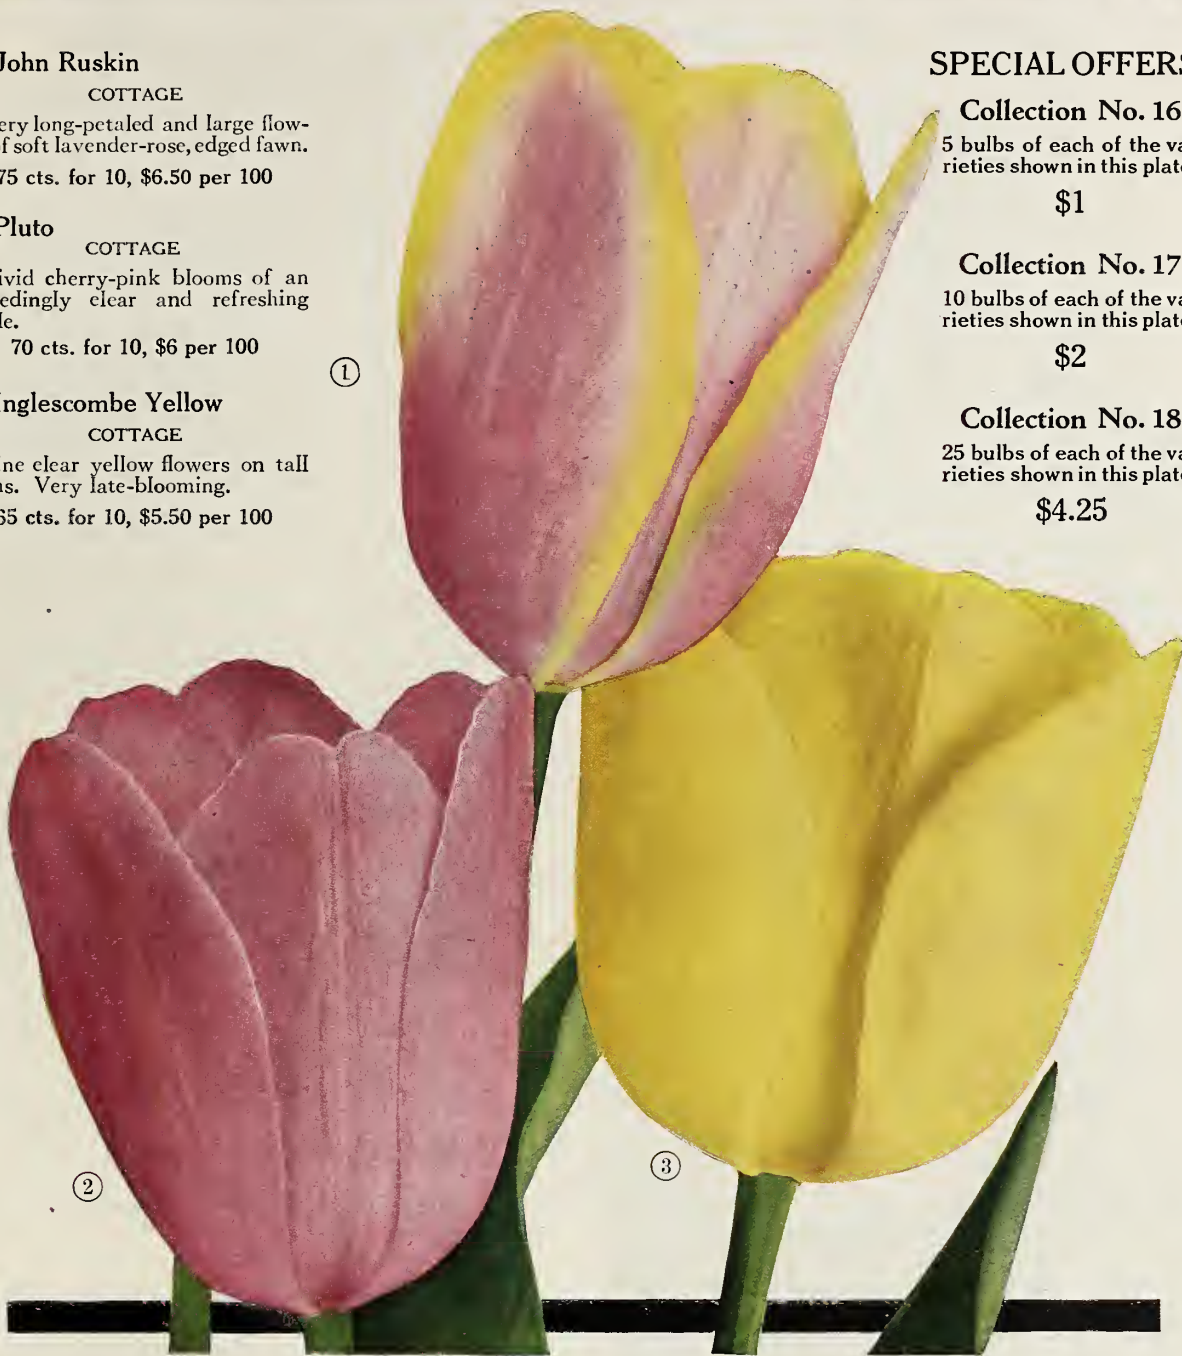 John Ruskin
COTTAGE
ery long-petaled and large flow-
f soft lavender-rose, edged fawn.
75 cts. for 10, $6.50 per 100
Pluto
COTTAGE
ivid cherry-pink blooms of an
edingly clear and refreshing
le.
70 cts. for 10, $6 per 100
nglescombe Yellow
COTTAGE
ne clear yellow flowers on tall
ns. Very late-blooming.
65 cts. for 10, $5.50 per 100
①
SPECIAL OFFERS
Collection No. 16
5 bulbs of each of the va
rieties shown in this plate
$1
Collection No. 17
10 bulbs of each of the va
rieties shown in this plate
$2
Collection No. 18
25 bulbs of each of the va
rieties shown in this plate
$4.25
②
③